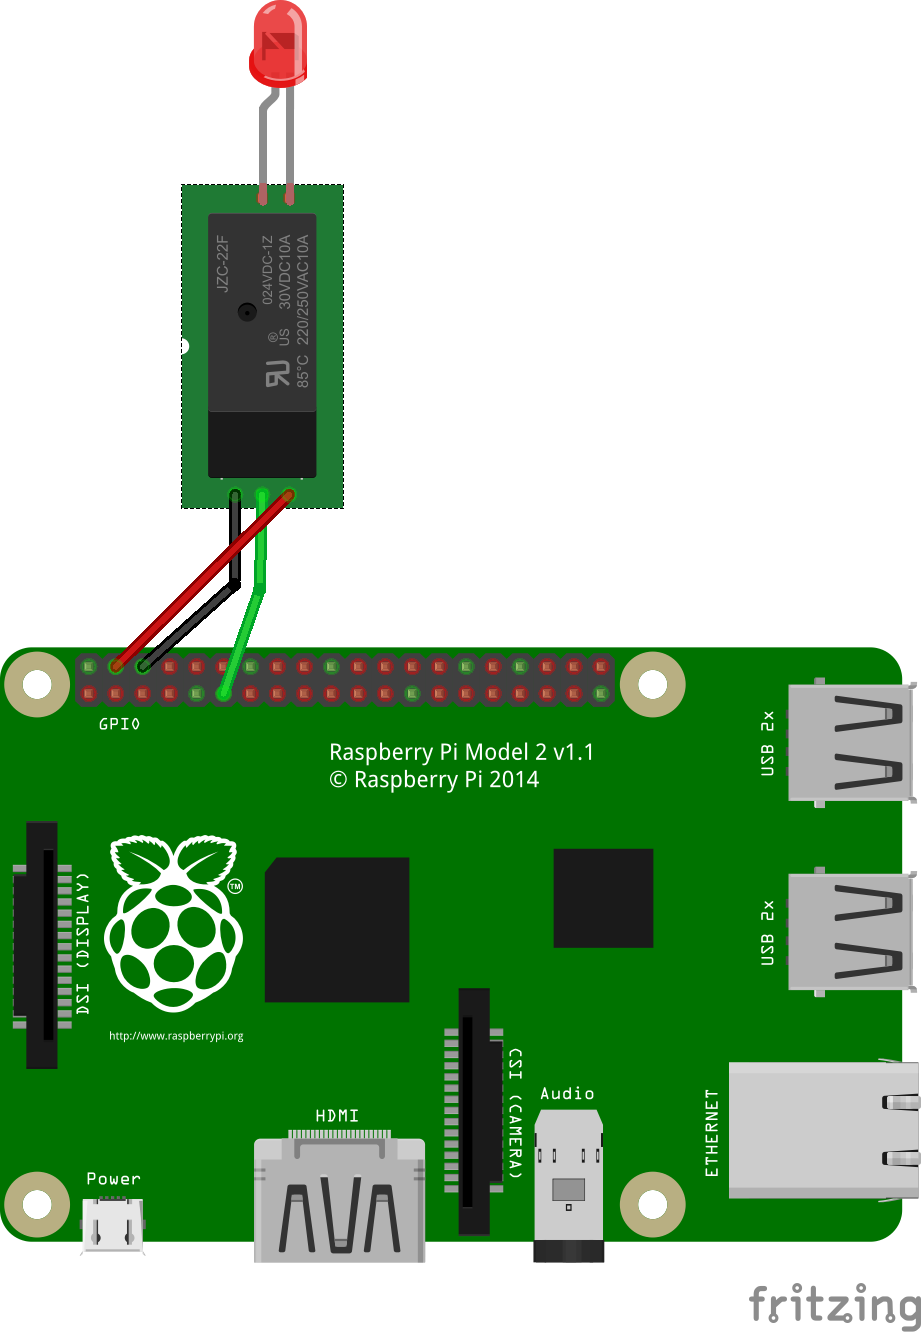 JZC-22F
024VDC-1Z
30VDC10A
220/250VAC10A
®
US
85°C
GPIO
Raspberry Pi Model 2 v1.1
© Raspberry Pi 2014
USB 2x
TM
DSI (DISPLAY)
USB 2x
http://www.raspberrypi.org
CSI (CAMERA)
Audio
ETHERNET
HDMI
Power
fritzing